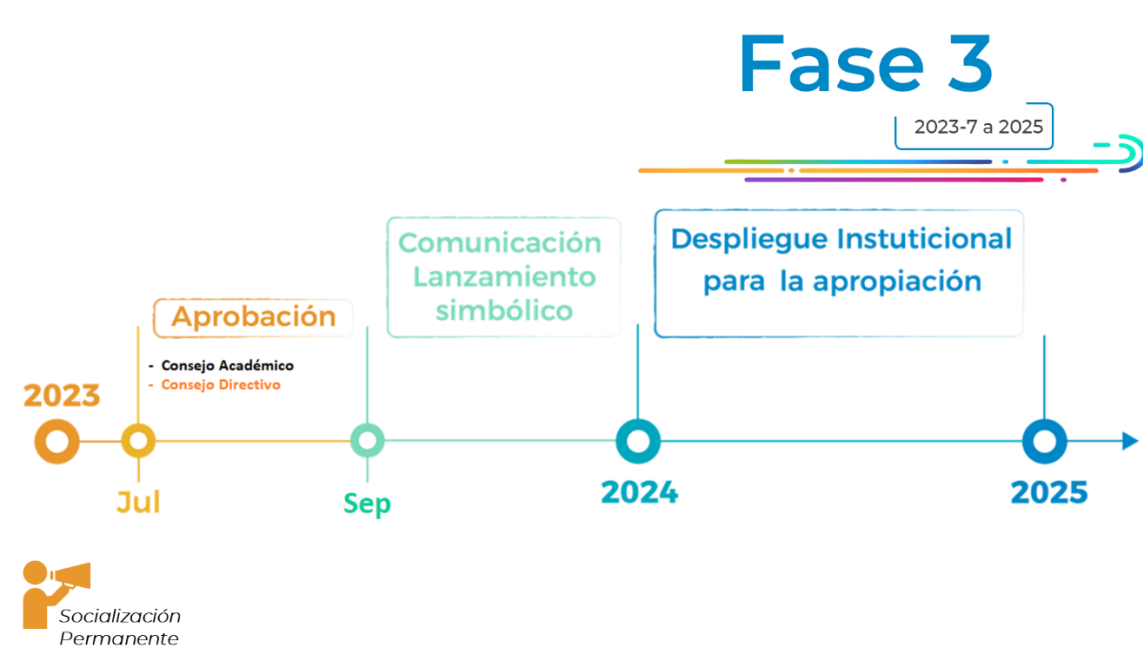 Fase 3
2023-7 a 2025
Comunicación
Lanzamiento
simbólico
Despliegue Instuticional
para la apropiación
Aprobación
- Consejo Académico
- Consejo Directivo
2023
Jul
Sep
2024
2025
Socialización
Permanente